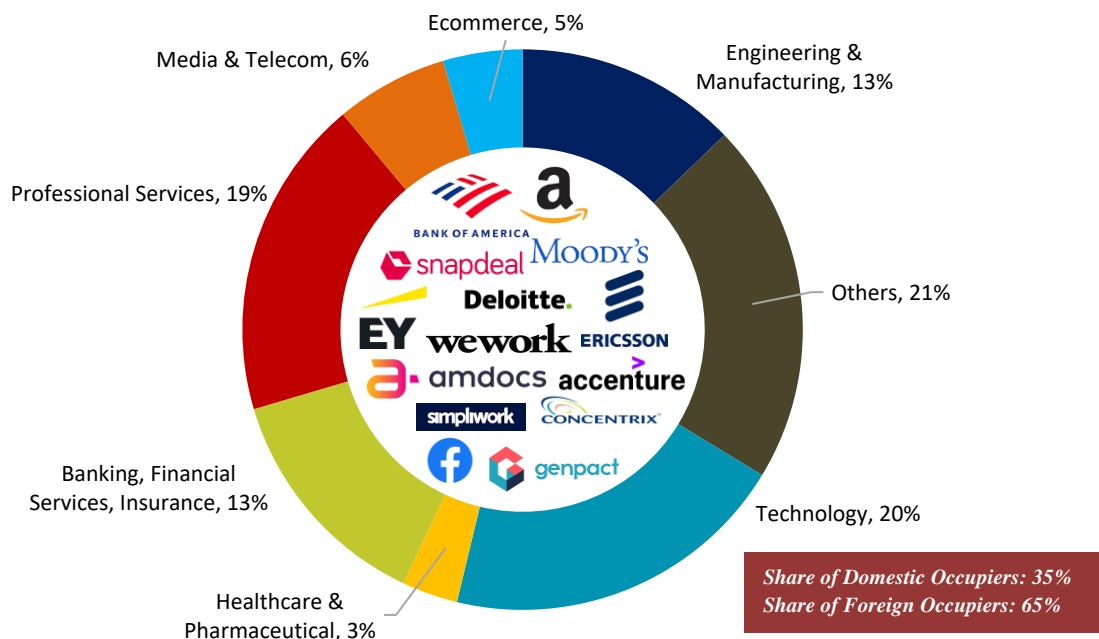 Ecommerce, 5%
Media & Telecom, 6%
Engineering &
Manufacturing, 13%
Professional Services, 19%
BANK OF AMERICA
a
snapdeal
MOODY'S
Deloitte.
EY
wework
ERICSSON
Others, 21%
a
amdocs
accenture
simpliwork
CONCENTRIX™
f
genpact
Banking, Financial
Services, Insurance, 13%
Technology, 20%
Healthcare &
Pharmaceutical, 3%
Share of Domestic Occupiers: 35%
Share of Foreign Occupiers: 65%